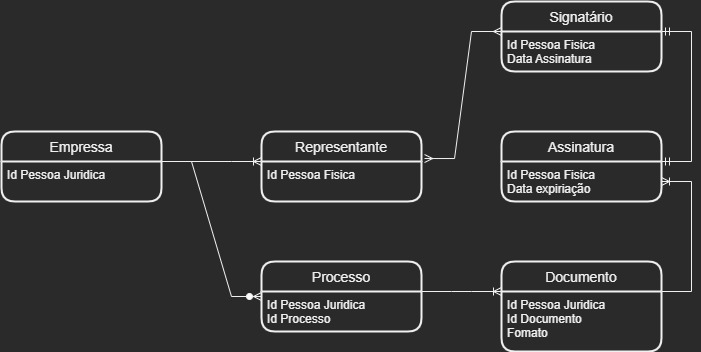 Signatário
Id Pessoa Fisica
Data Assinatura
Empressa
Id Pessoa Juridica
Representante
Id Pessoa Fisica
Assinatura
Id Pessoa Fisica
Data expiriação
Processo
Id Pessoa Juridica
Id Processo
Documento
Id Pessoa Juridica
Id Documento
Fomato